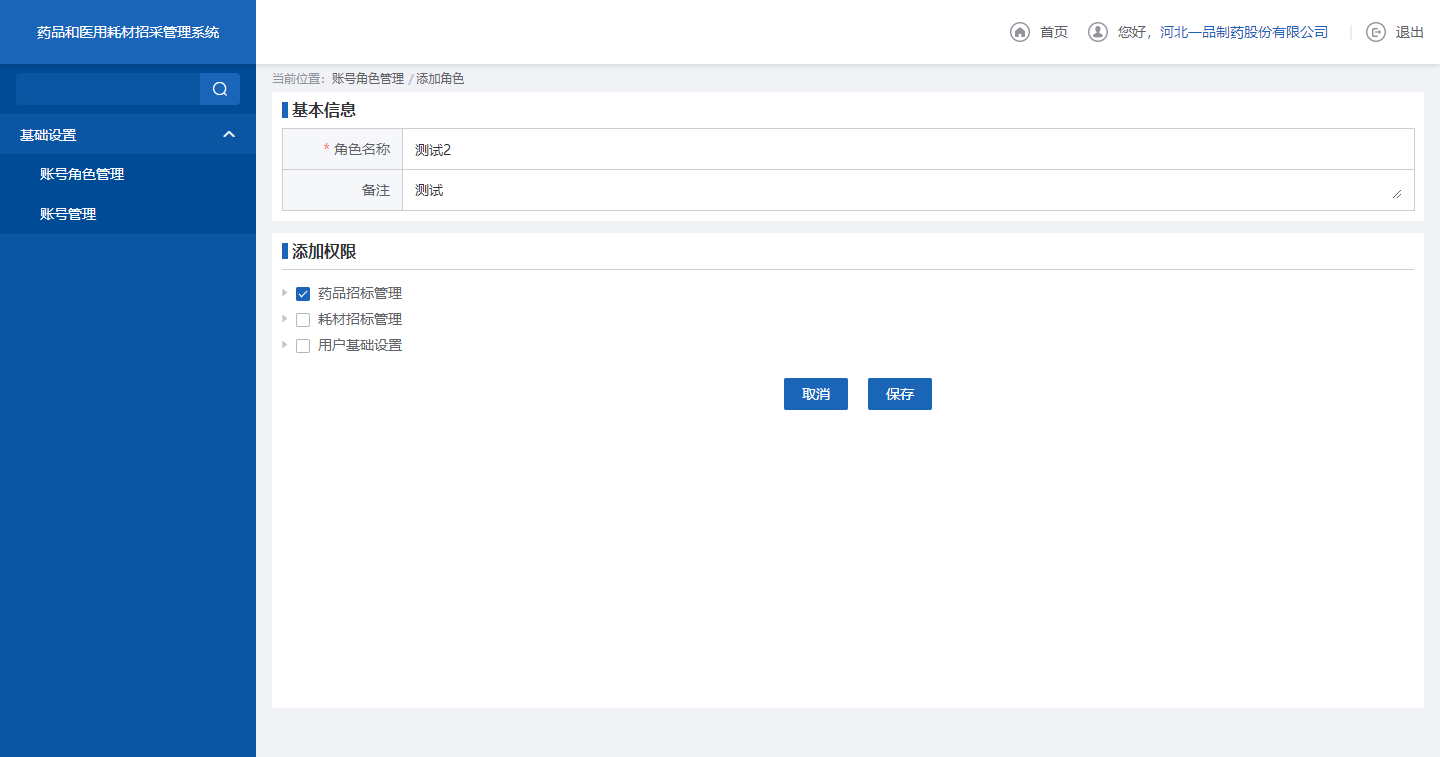 药品和医用耗材招采管理系统
首页
您好，河北一品制药股份有限公司
退出
基础设置
账号角色管理
账号管理
当前位置：账号角色管理 / 添加角色
基本信息
* 角色名称 测试2
备注 测试
添加权限
药品招标管理
耗材招标管理
用户基础设置
取消 保存